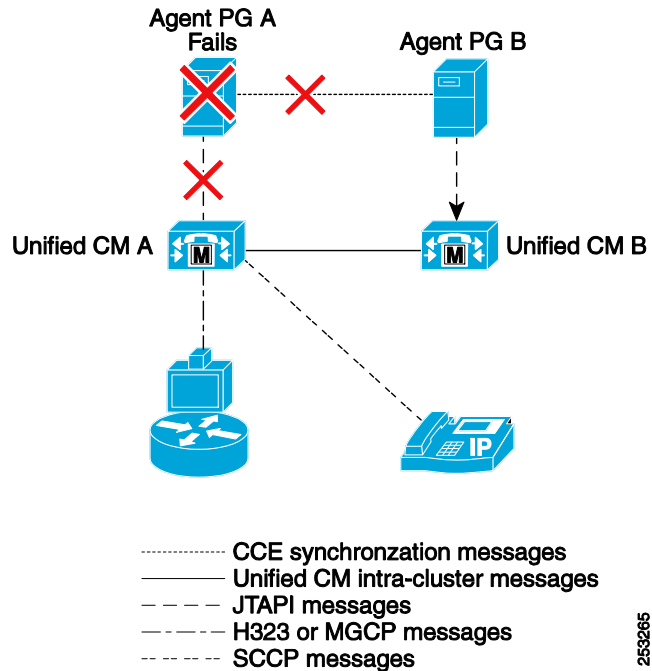 Agent PG A
Fails
Agent PG B
Unified CM A
M
M
Unified CM B
IP
CCE synchronzation messages
Unified CM intra-cluster messages
JTAPI messages
H323 or MGCP messages
SCCP messages
253265